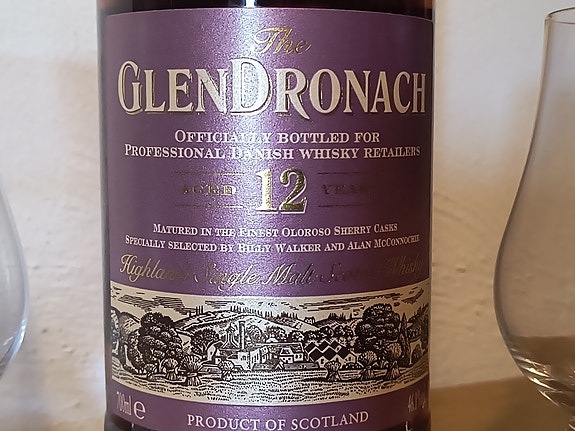 The
GLENDRONACH
OFFICIALLY BOTTLED FOR
PROFESSIONAL DANISH WHISKY RETAILERS
AGED 12 YEARS
MATURED IN THE FINEST OLOROSO SHERRY CASKS
SPECIALLY SELECTED BY BILLY WALKER AND ALAN MCCONNOCHIE
Highland Single Malt Scotch Whisky
700ml e
PRODUCT OF SCOTLAND